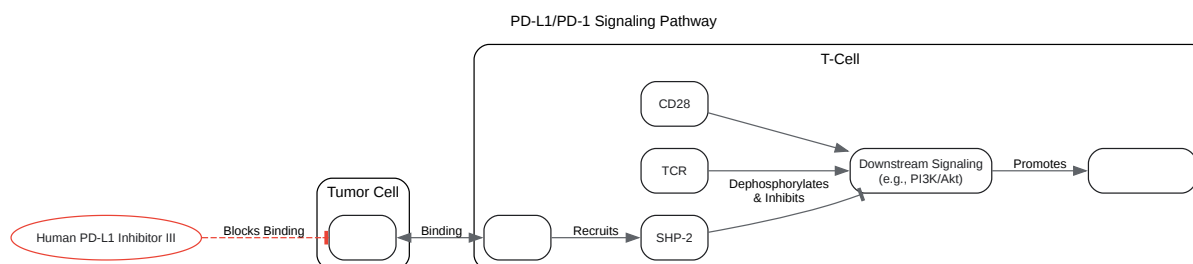 PD-L1/PD-1 Signaling Pathway
T-Cell
CD28
TCR
Downstream Signaling
(e.g., PI3K/Akt)
Promotes
Dephosphorylates
& Inhibits
Tumor Cell
Human PD-L1 Inhibitor III
Blocks Binding
Binding
Recruits
SHP-2